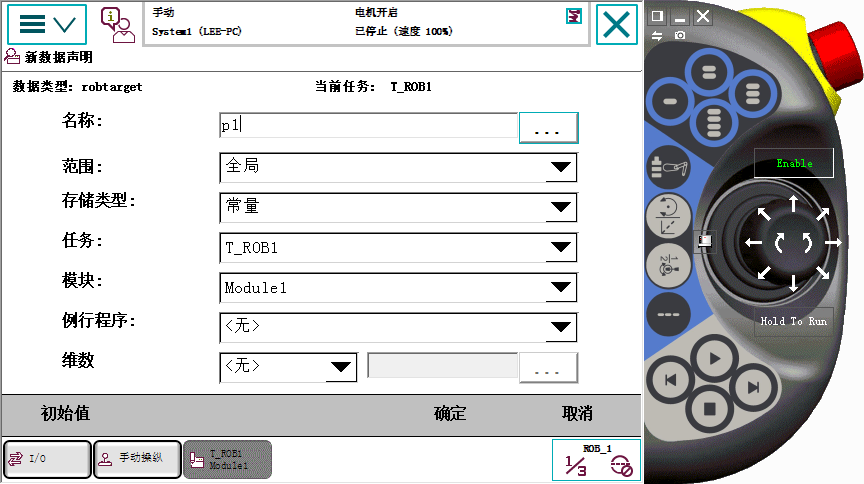 手动
System1 (LEE-PC)
电机开启
已停止 (速度 100%)
新数据声明
数据类型: robtarget
当前任务: T_ROB1
名称:
p1
...
范围:
全局
存储类型:
常量
任务:
T_ROB1
模块:
Module1
例行程序:
<无>
维数
<无>
...
初始值
确定
取消
I/O
手动操纵
T_ROB1
Module1
ROB_1
1/3
Enable
Hold To Run